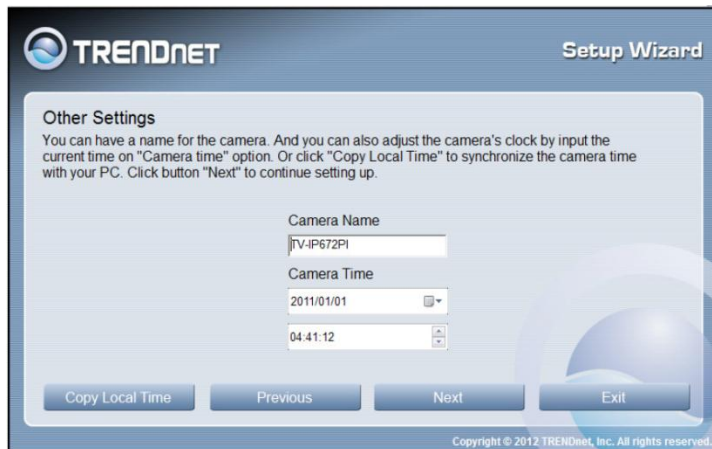 TRENDNET
Setup Wizard
Other Settings
You can have a name for the camera. And you can also adjust the camera's clock by input the
current time on "Camera time" option. Or click "Copy Local Time" to synchronize the camera time
with your PC. Click button "Next" to continue setting up.
Camera Name
TV-IP672PI
Camera Time
2011/01/01
04:41:12
Copy Local Time
Previous
Next
Exit
Copyright © 2012 TRENDnet, Inc. All rights reserved.